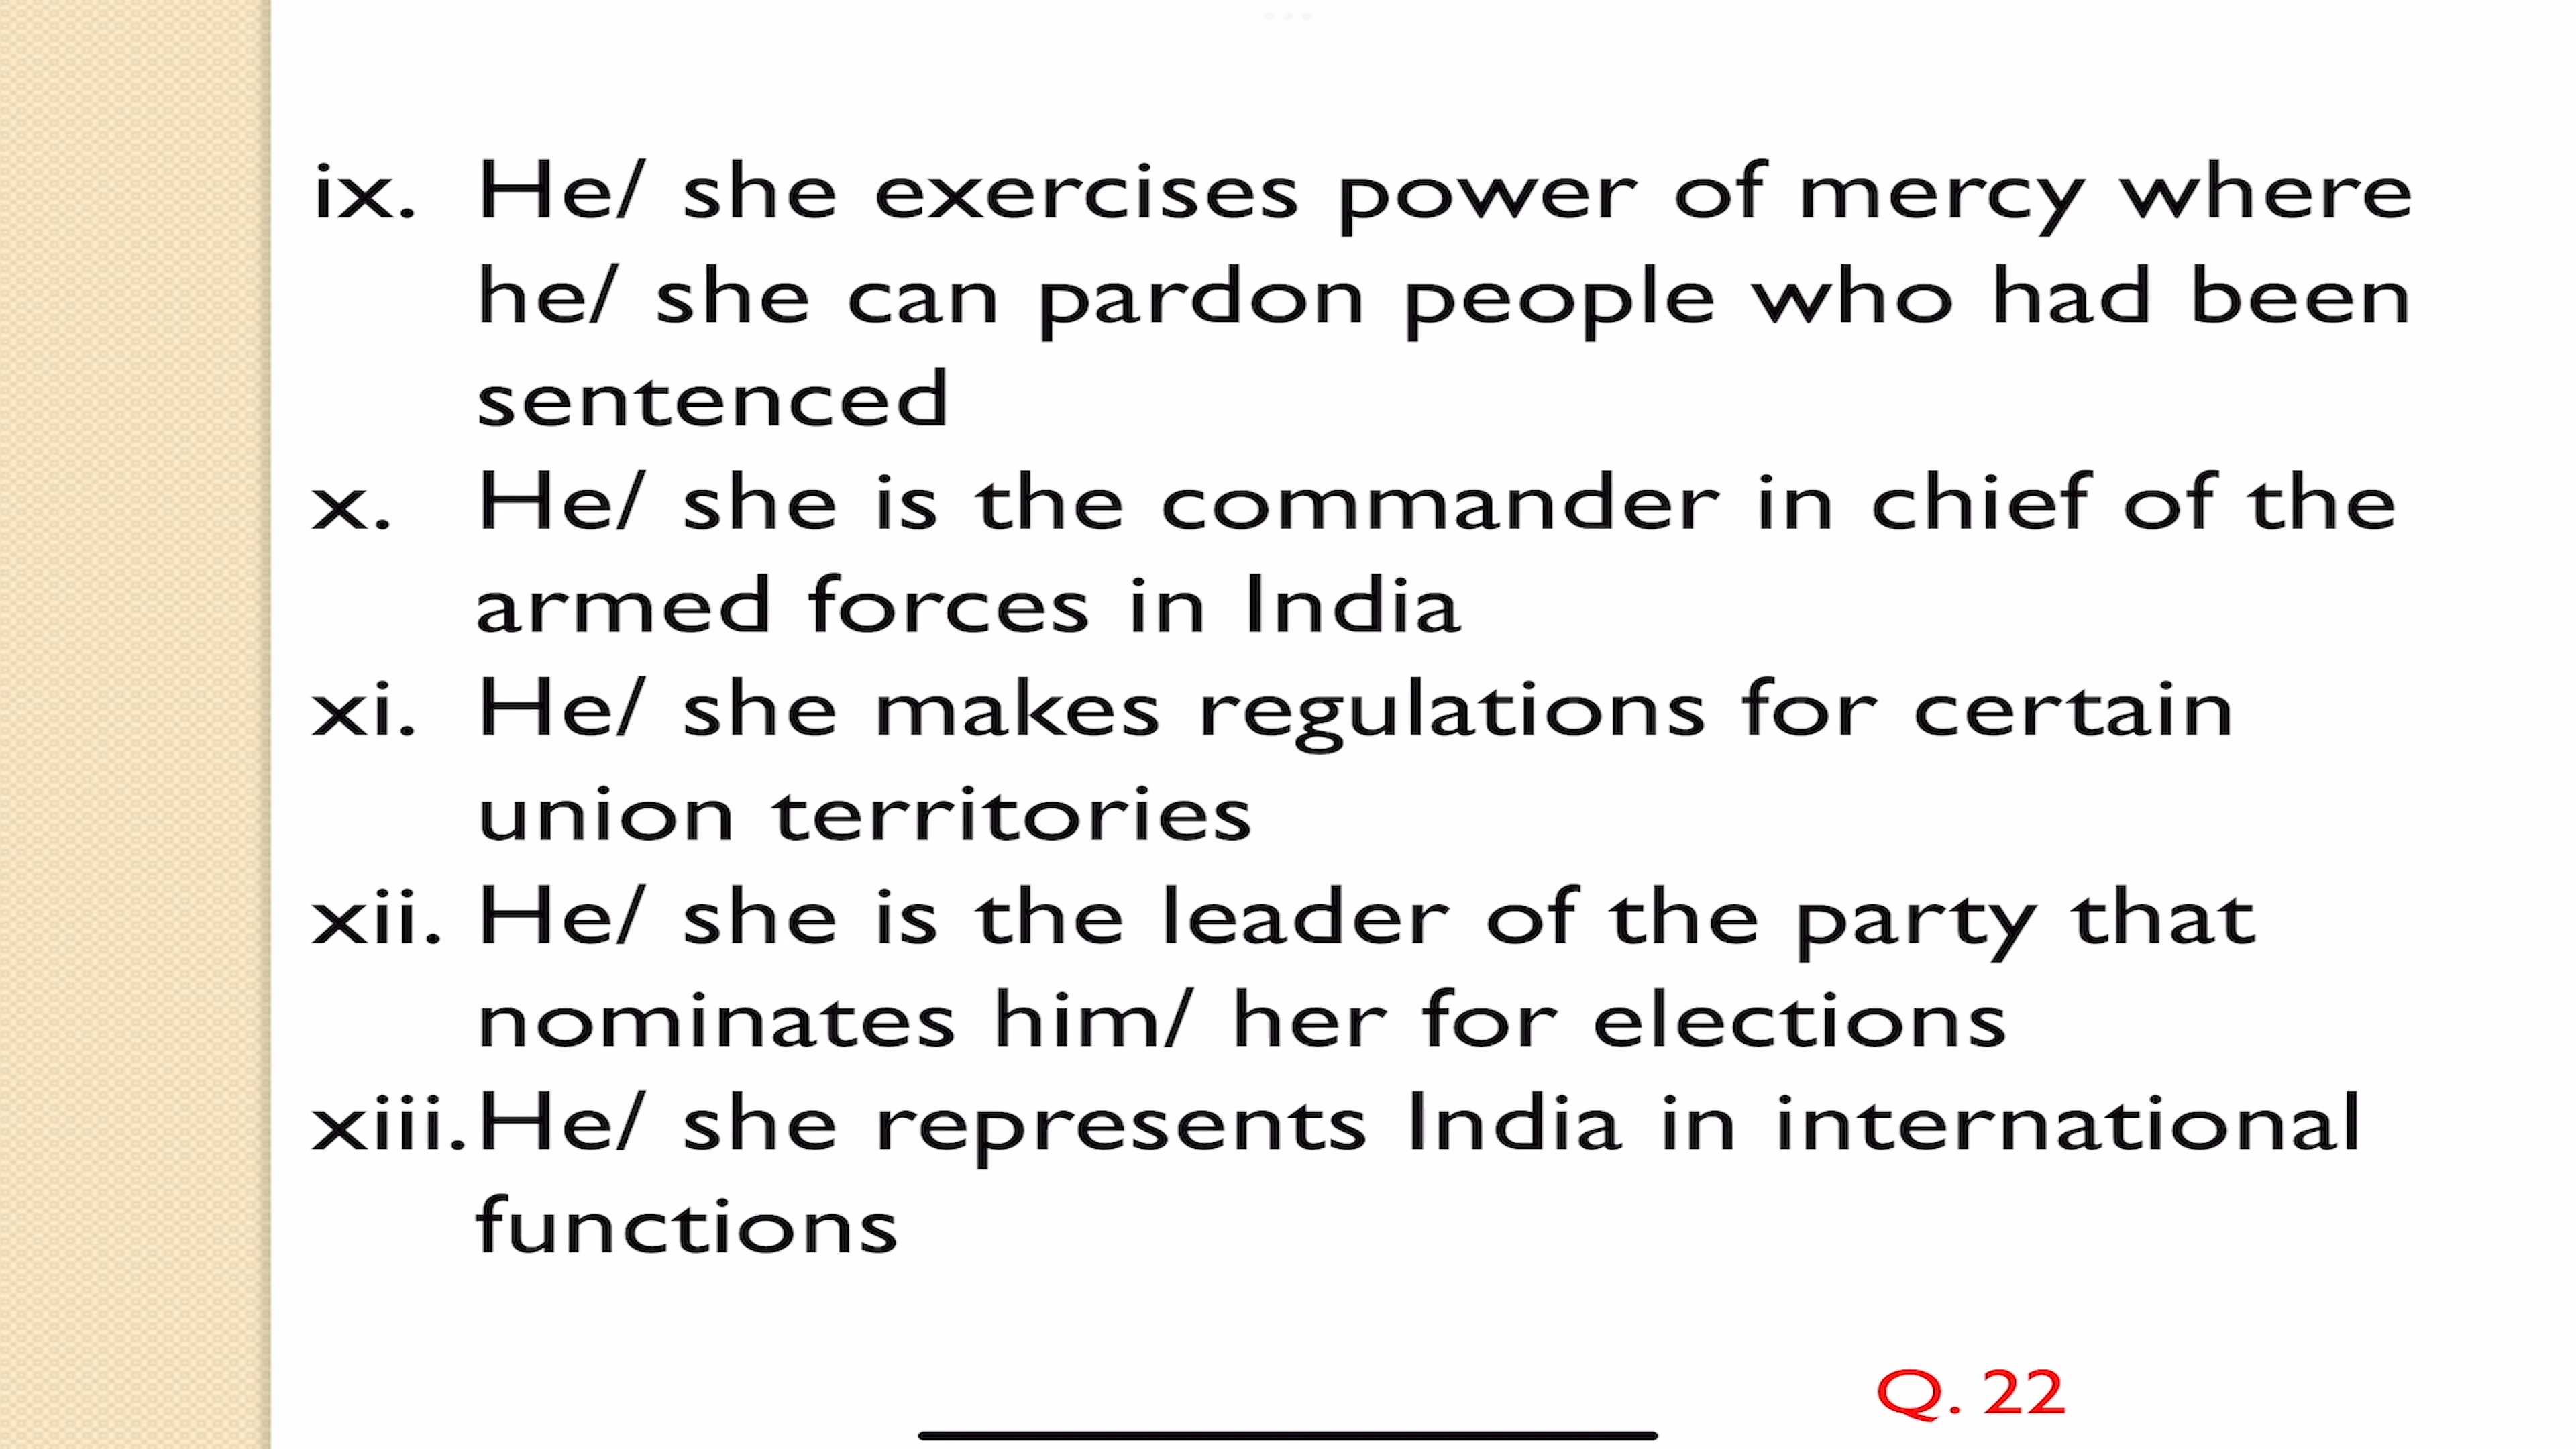 ix. He/ she exercises power of mercy where
he/ she can pardon people who had been
sentenced
x. He/ she is the commander in chief of the
armed forces in India
xi. He/ she makes regulations for certain
union territories
xii. He/ she is the leader of the party that
nominates him/ her for elections
xiii. He/ she represents India in international
functions
Q. 22